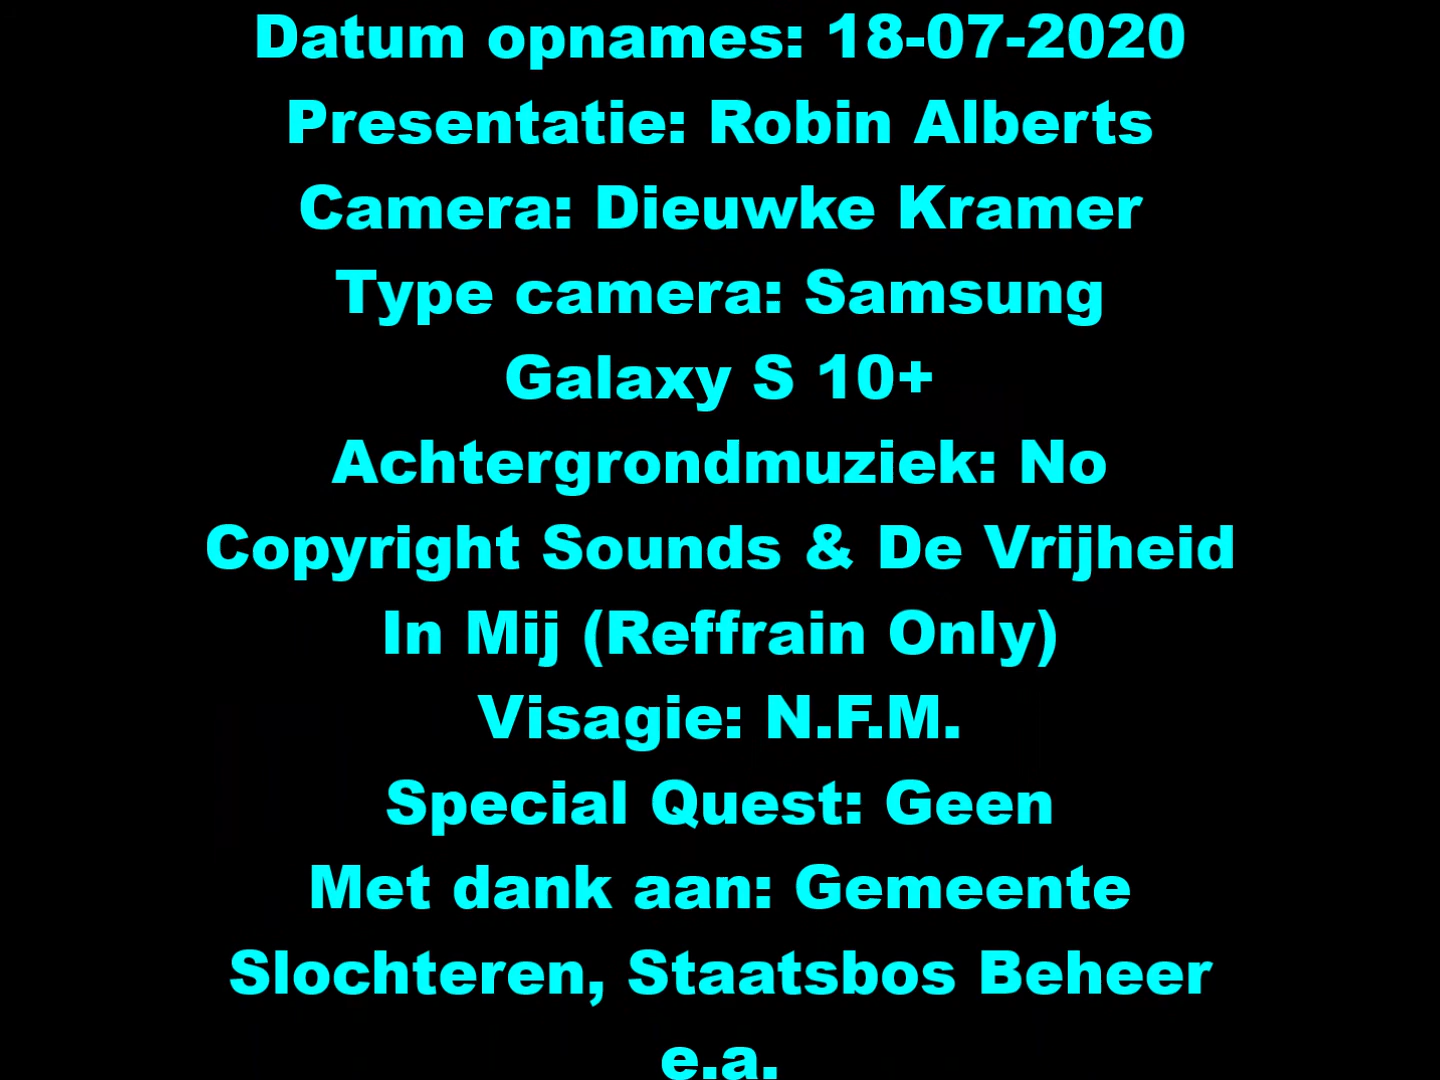 Datum opnames: 18-07-2020
Presentatie: Robin Alberts
Camera: Dieuwke Kramer
Type camera: Samsung
Galaxy S 10+
Achtergrondmuziek: No
Copyright Sounds & De Vrijheid
In Mij (Reffrain Only)
Visagie: N.F.M.
Special Quest: Geen
Met dank aan: Gemeente
Slochteren, Staatsbos Beheer
e.a.